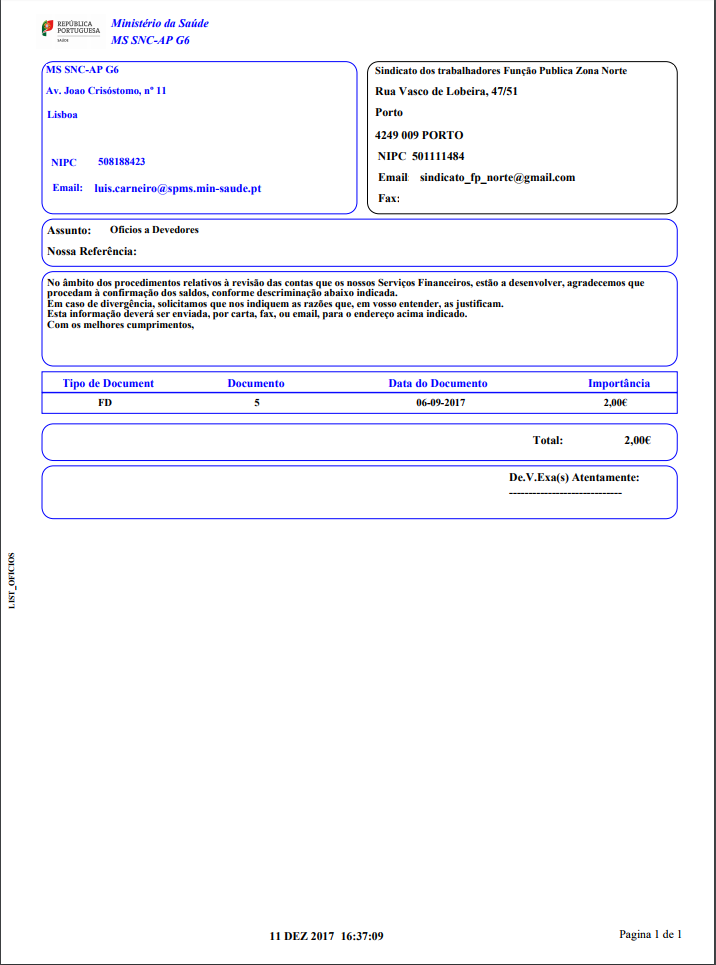 REPÚBLICA
PORTUGUESA
SAÚDE
Ministério da Saúde
MS SNC-AP G6
MS SNC-AP G6
Av. Joao Crisóstomo, nº 11
Lisboa
NIPC 508188423
Email: luis.carneiro@spms.min-saude.pt
Sindicato dos trabalhadores Função Publica Zona Norte
Rua Vasco de Lobeira, 47/51
Porto
4249 009 PORTO
NIPC 501111484
Email: sindicato_fp_norte@gmail.com
Fax:
Assunto: Oficios a Devedores
Nossa Referência:
No âmbito dos procedimentos relativos à revisão das contas que os nossos Serviços Financeiros, estão a desenvolver, agradecemos que
procedam à confirmação dos saldos, conforme descriminação abaixo indicada.
Em caso de divergência, solicitamos que nos indiquem as razões que, em vosso entender, as justificam.
Esta informação deverá ser enviada, por carta, fax, ou email, para o endereço acima indicado.
Com os melhores cumprimentos,
Tipo de Document Documento Data do Documento Importância
FD 5 06-09-2017 2,00€
Total: 2,00€
De.V.Exa(s) Atentamente:
-----------------------------
LIST_OFICIOS
11 DEZ 2017 16:37:09
Pagina 1 de 1